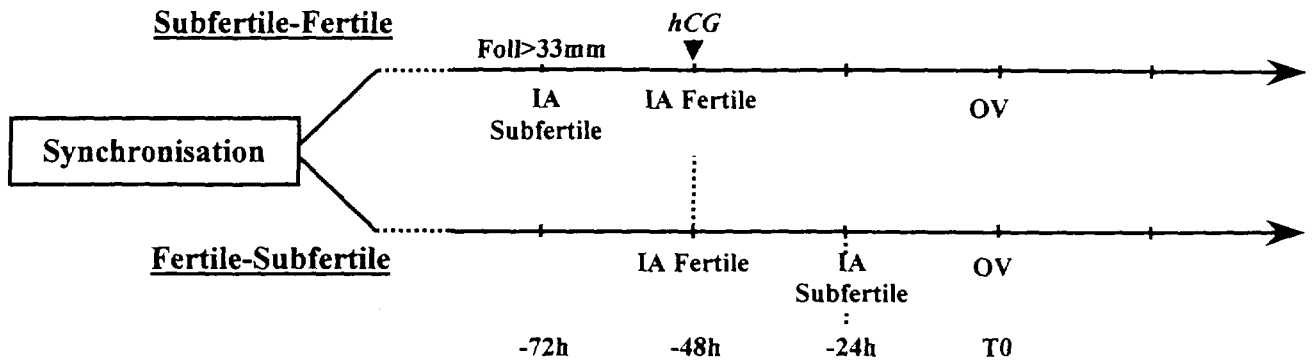 Subfertile-Fertile
hCG
Foll>33mm
IA
Subfertile
IA Fertile
OV
Synchronisation
Fertile-Subfertile
IA Fertile
IA
Subfertile
OV
-72h
-48h
-24h
T0